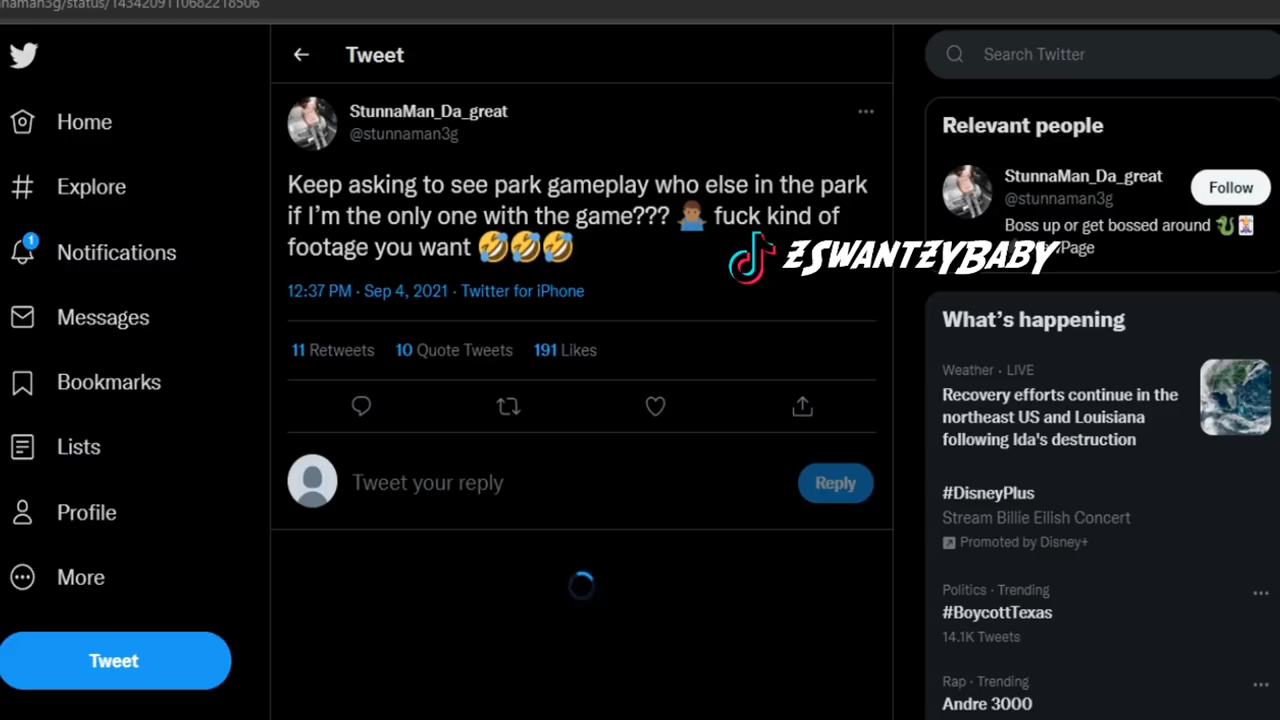 naman3g/status/1434209110682218506
Tweet
Search Twitter
Home
Explore
1
Notifications
Messages
Bookmarks
Lists
Profile
More
Tweet
StunnaMan_Da_great
@stunnaman3g
Keep asking to see park gameplay who else in the park
if I'm the only one with the game??? 🤷🏽‍♂️ fuck kind of
footage you want 🤣🤣🤣
12:37 PM · Sep 4, 2021 · Twitter for iPhone
11 Retweets 10 Quote Tweets 191 Likes
Tweet your reply
Reply
ZSWANTZYBABY
Relevant people
StunnaMan_Da_great
@stunnaman3g
Follow
Boss up or get bossed around 🐉🃏
/Page
What's happening
Weather · LIVE
Recovery efforts continue in the
northeast US and Louisiana
following Ida's destruction
#DisneyPlus
Stream Billie Eilish Concert
Promoted by Disney+
Politics · Trending
#BoycottTexas
14.1K Tweets
Rap · Trending
Andre 3000